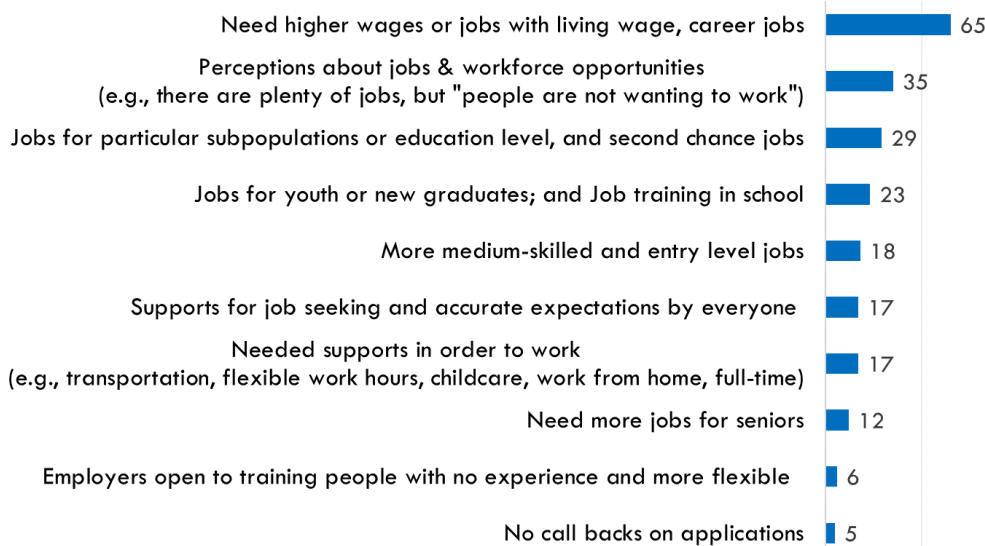 Need higher wages or jobs with living wage, career jobs 65
Perceptions about jobs & workforce opportunities
(e.g., there are plenty of jobs, but "people are not wanting to work") 35
Jobs for particular subpopulations or education level, and second chance jobs 29
Jobs for youth or new graduates; and Job training in school 23
More medium-skilled and entry level jobs 18
Supports for job seeking and accurate expectations by everyone 17
Needed supports in order to work
(e.g., transportation, flexible work hours, childcare, work from home, full-time) 17
Need more jobs for seniors 12
Employers open to training people with no experience and more flexible 6
No call backs on applications 5